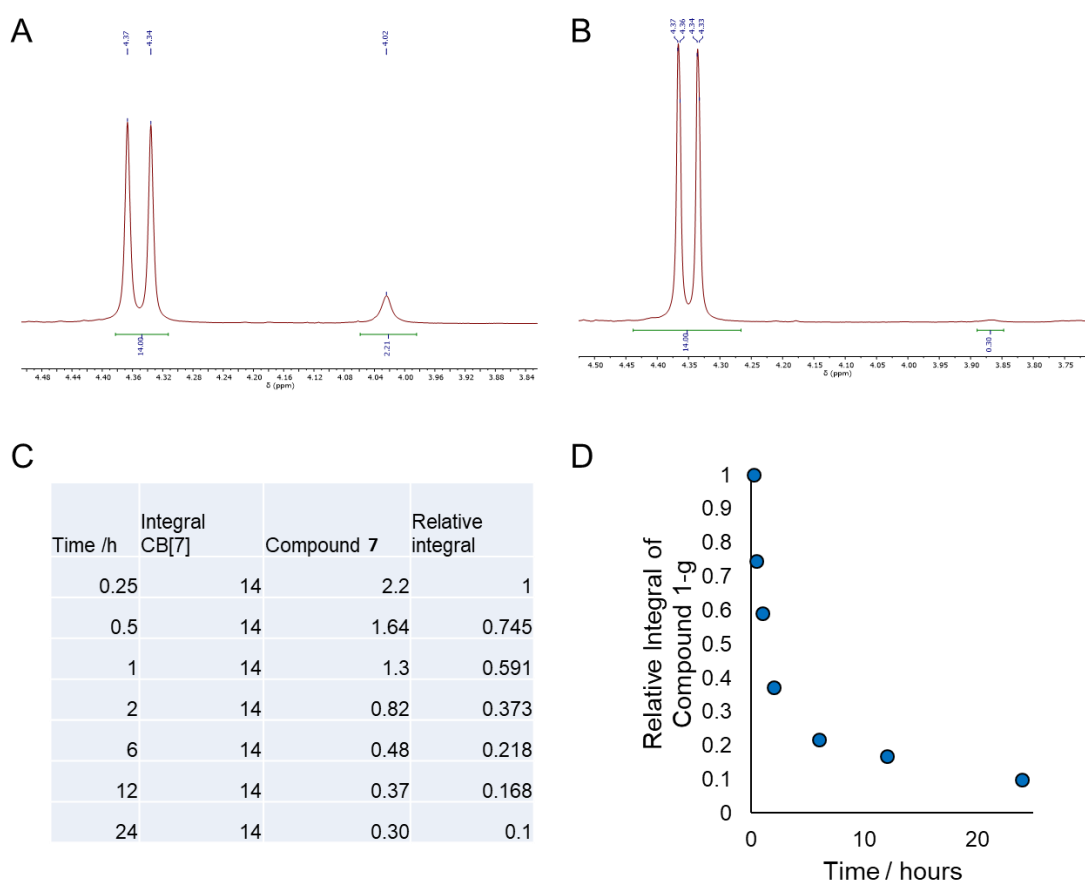 A
4.37
4.34
4.02
14.00
2.21
4.48 4.44 4.40 4.36 4.32 4.28 4.24 4.20 4.16 4.12 4.08 4.04 4.00 3.96 3.92 3.88 3.84
δ (ppm)
B
4.37
4.36
4.34
4.33
14.00
0.30
4.50 4.45 4.40 4.35 4.30 4.25 4.20 4.15 4.10 4.05 4.00 3.95 3.90 3.85 3.80 3.75
δ (ppm)
C
Time /h Integral CB[7] Compound 7 Relative integral
0.25 14 2.2 1
0.5 14 1.64 0.745
1 14 1.3 0.591
2 14 0.82 0.373
6 14 0.48 0.218
12 14 0.37 0.168
24 14 0.30 0.1
D
Relative Integral of
Compound 1-g
1
0.9
0.8
0.7
0.6
0.5
0.4
0.3
0.2
0.1
0
0 10 20
Time / hours